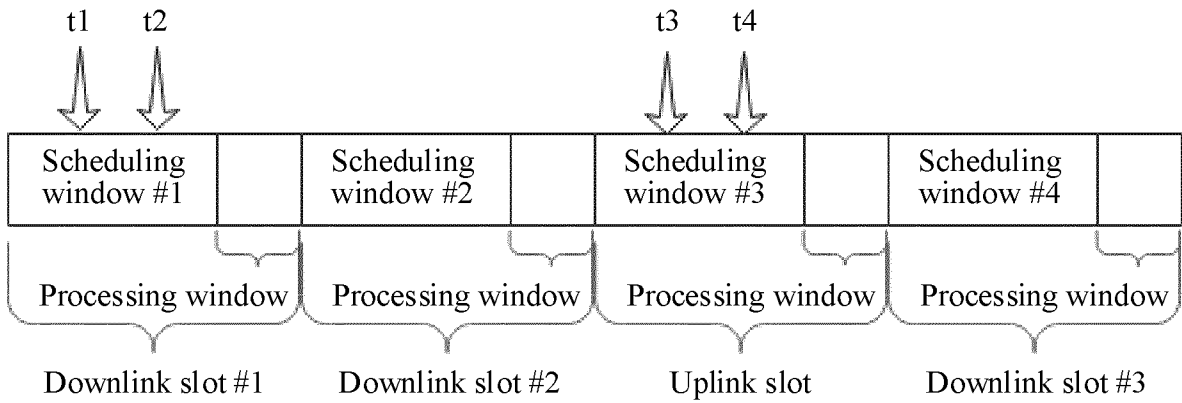 t1 t2 t3 t4
Scheduling Scheduling Scheduling Scheduling
window #1 window #2 window #3 window #4
Processing window Processing window Processing window Processing window
Downlink slot #1 Downlink slot #2 Uplink slot Downlink slot #3